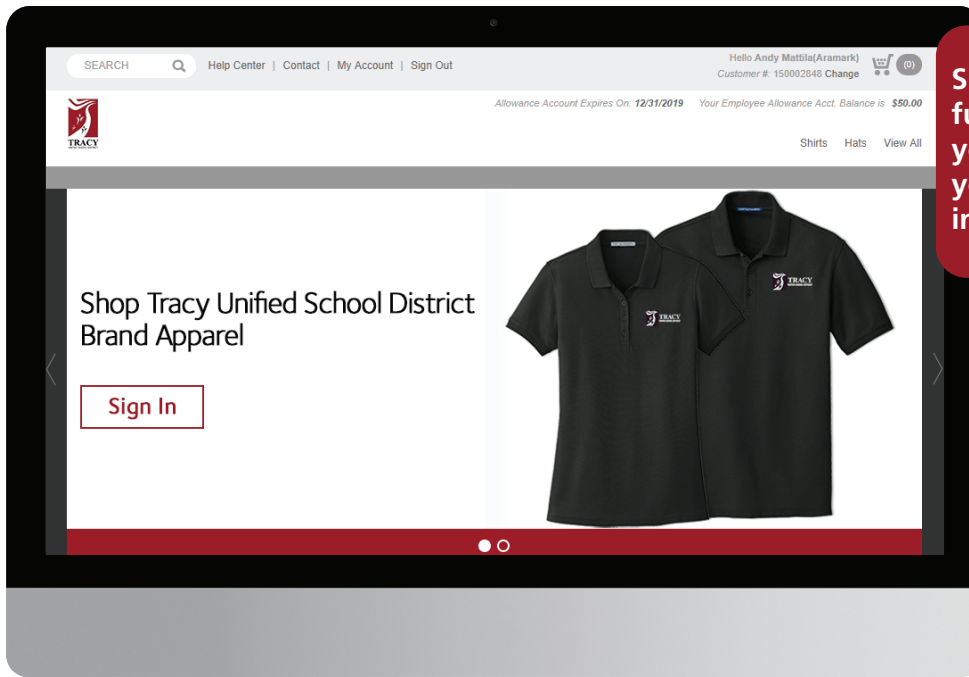 SEARCH
Help Center | Contact | My Account | Sign Out
Hello Andy Mattila(Aramark)
Customer #: 150002848 Change
(0)
TRACY
Allowance Account Expires On: 12/31/2019 Your Employee Allowance Acct. Balance is $50.00
Shirts Hats View All
Shop Tracy Unified School District
Brand Apparel
Sign In
TRACY
TRACY